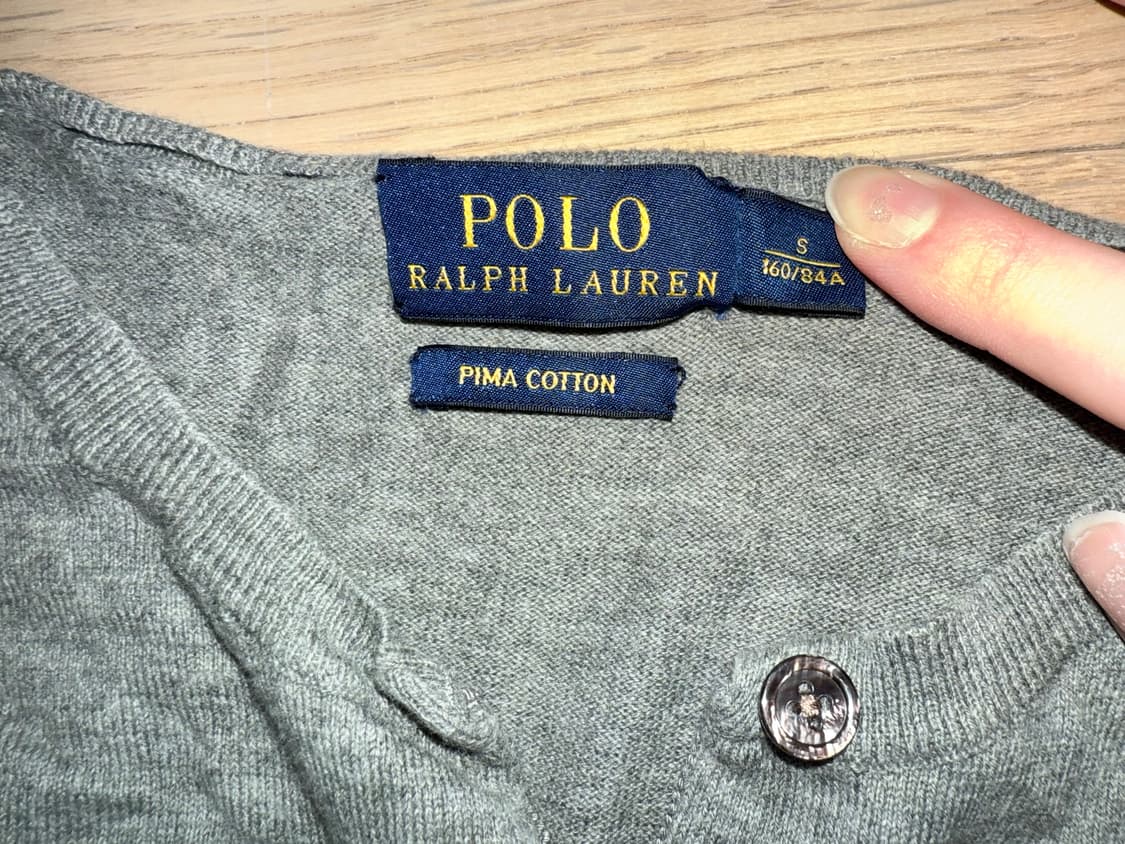 POLO
RALPH LAUREN
S
160/84A
PIMA COTTON